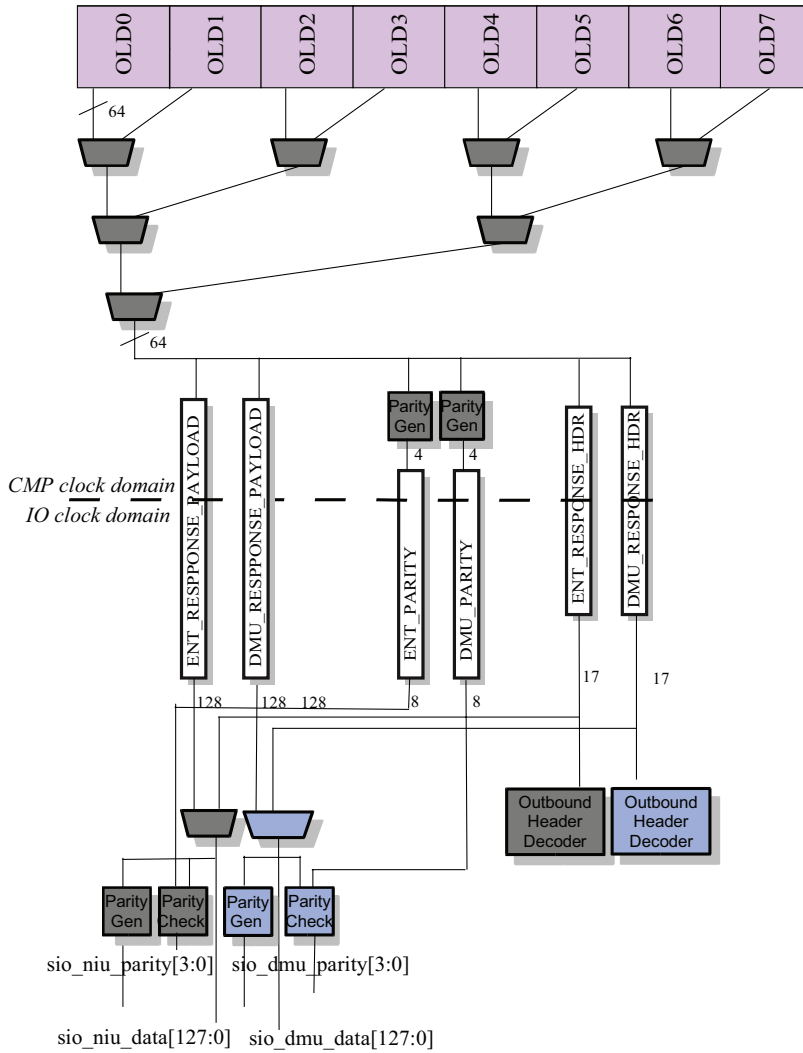 OLD0
OLD1
OLD2
OLD3
OLD4
OLD5
OLD6
OLD7
64
64
Parity
Gen
Parity
Gen
4
4
ENT_RESPPONSE_PAYLOAD
DMU_RESPPONSE_PAYLOAD
ENT_RESPONSE_HDR
DMU_RESPONSE_HDR
CMP clock domain
IO clock domain
ENT_PARITY
DMU_PARITY
17
17
128
128
128
8
8
Outbound
Header
Decoder
Outbound
Header
Decoder
Parity
Gen
Parity
Check
Parity
Gen
Parity
Check
sio_niu_parity[3:0]
sio_dmu_parity[3:0]
sio_niu_data[127:0]
sio_dmu_data[127:0]